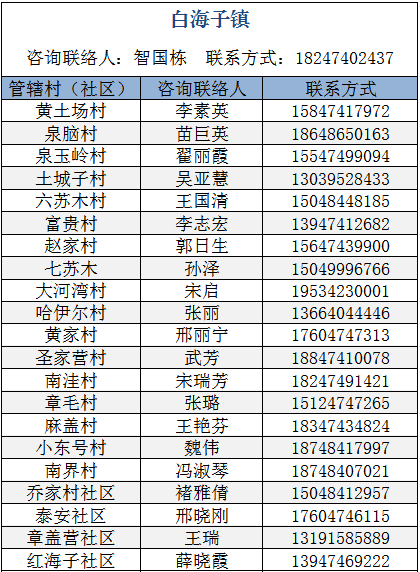 白海子镇
咨询联络人：智国栋 联系方式：18247402437
管辖村（社区） 咨询联络人 联系方式
黄土场村 李素英 15847417972
泉脑村 苗巨英 18648650163
泉玉岭村 翟丽霞 15547499094
土城子村 吴亚慧 13039528433
六苏木村 王国清 15048448185
富贵村 李志宏 13947412682
赵家村 郭日生 15647439900
七苏木 孙泽 15049996766
大河湾村 宋启 19534230001
哈伊尔村 张丽 13664044446
黄家村 邢丽宁 17604747313
圣家营村 武芳 18847410078
南洼村 宋瑞芳 18247491421
章毛村 张璐 15124747265
麻盖村 王艳芬 18347434824
小东号村 魏伟 18748417997
南界村 冯淑琴 18748407021
乔家村社区 褚雅倩 15048412957
泰安社区 邢晓刚 17604746115
章盖营社区 王瑞 13191585889
红海子社区 薛晓霞 13947469222